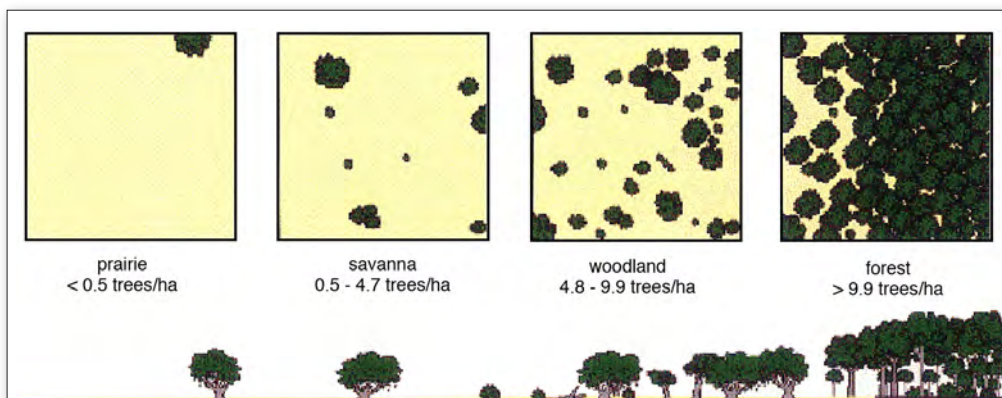 prairie
< 0.5 trees/ha
savanna
0.5 - 4.7 trees/ha
woodland
4.8 - 9.9 trees/ha
forest
> 9.9 trees/ha